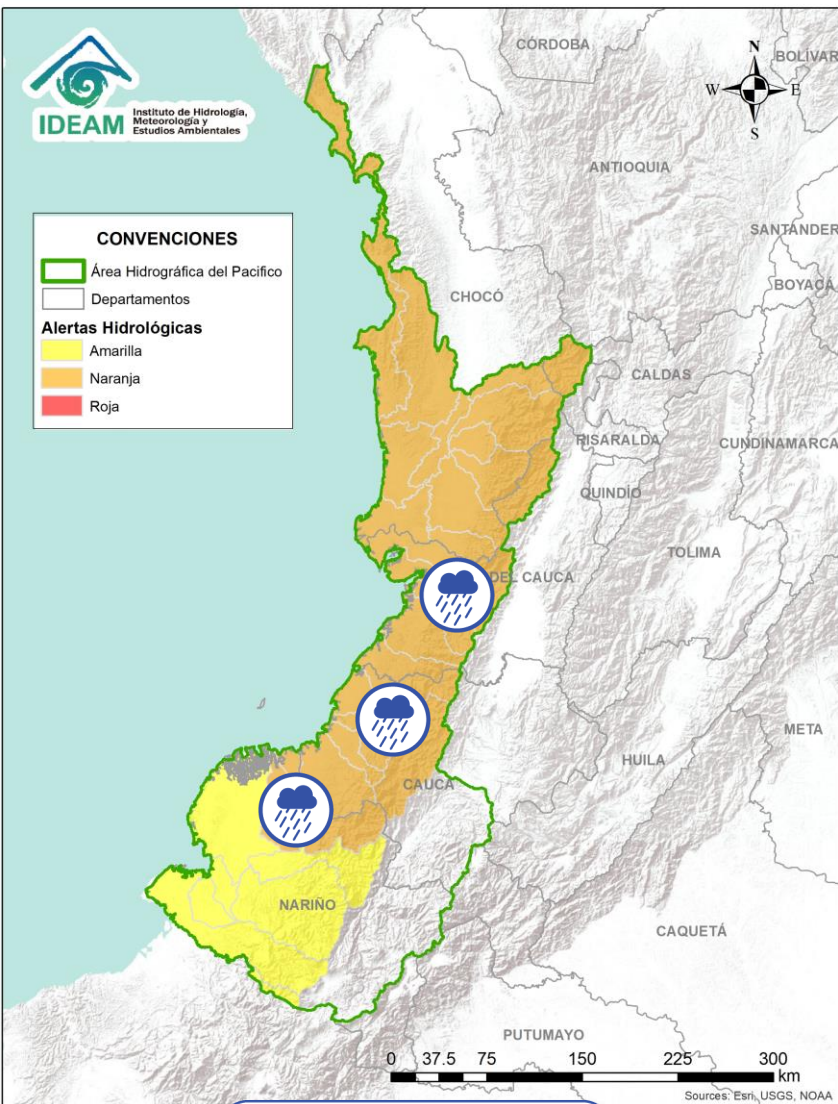 IDEAM
Instituto de Hidrología,
Meteorología y
Estudios Ambientales
CONVENCIONES
Área Hidrográfica del Pacifico
Departamentos
Alertas Hidrológicas
Amarilla
Naranja
Roja
N
W
E
S
CÓRDOBA
BOLÍVAR
ANTIOQUIA
SANTANDER
BOYACÁ
CHOCÓ
CALDAS
RISARALDA
CUNDINAMARCA
QUINDÍO
TOLIMA
DEL CAUCA
META
HUILA
CAUCA
NARIÑO
CAQUETÁ
PUTUMAYO
0 37.5 75 150 225 300
km
Sources: Esri, USGS, NOAA